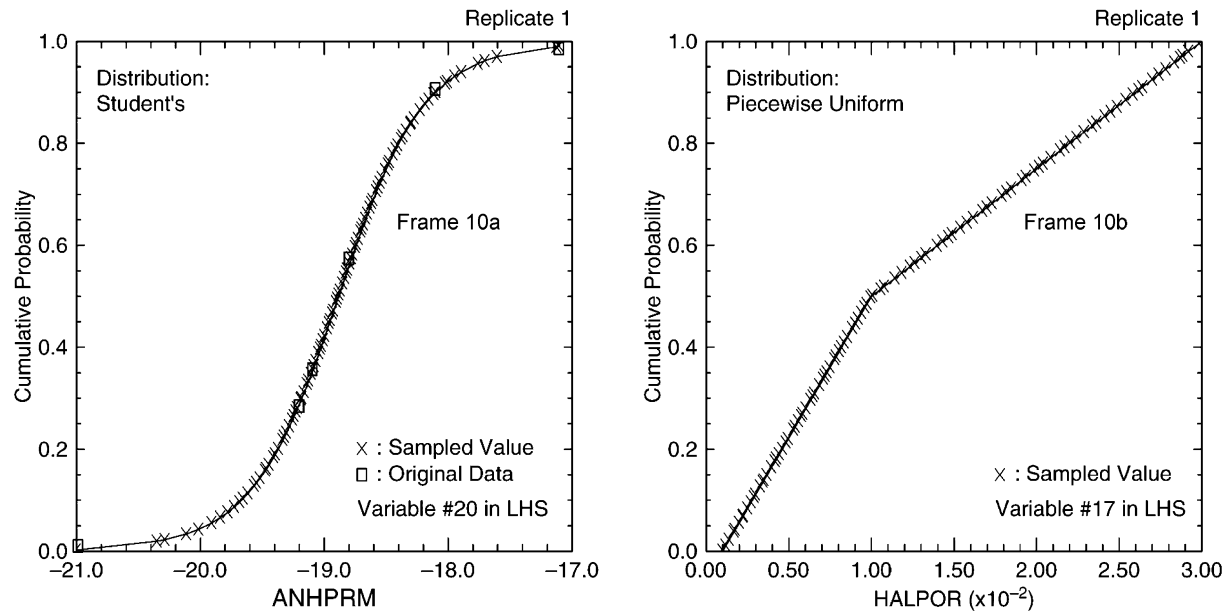 Replicate 1
1.0
0.8
0.6
0.4
0.2
0.0
Cumulative Probability
Distribution:
Student's
Frame 10a
× : Sampled Value
□ : Original Data
Variable #20 in LHS
−21.0 −20.0 −19.0 −18.0 −17.0
ANHPRM
Replicate 1
1.0
0.8
0.6
0.4
0.2
0.0
Cumulative Probability
Distribution:
Piecewise Uniform
Frame 10b
× : Sampled Value
Variable #17 in LHS
0.00 0.50 1.00 1.50 2.00 2.50 3.00
HALPOR (x10⁻²)